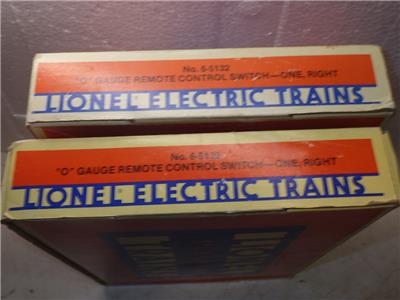 No. 6-5132
"O" GAUGE REMOTE CONTROL SWITCH—ONE, RIGHT
LIONEL ELECTRIC TRAINS
No. 6-5132
"O" GAUGE REMOTE CONTROL SWITCH—ONE, RIGHT
LIONEL ELECTRIC TRAINS